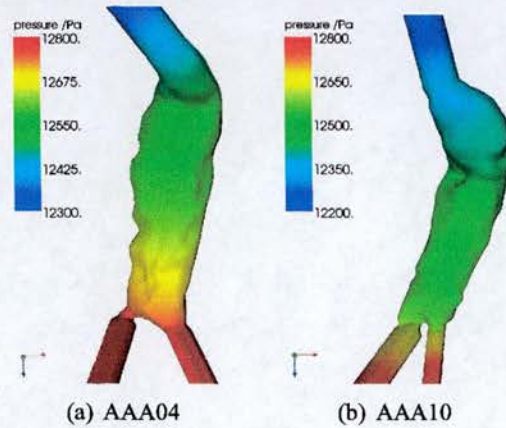 pressure /Pa
12800.
12675.
12550.
12425.
12300.
(a) AAA04
pressure /Pa
12800.
12650.
12500.
12350.
12200.
(b) AAA10